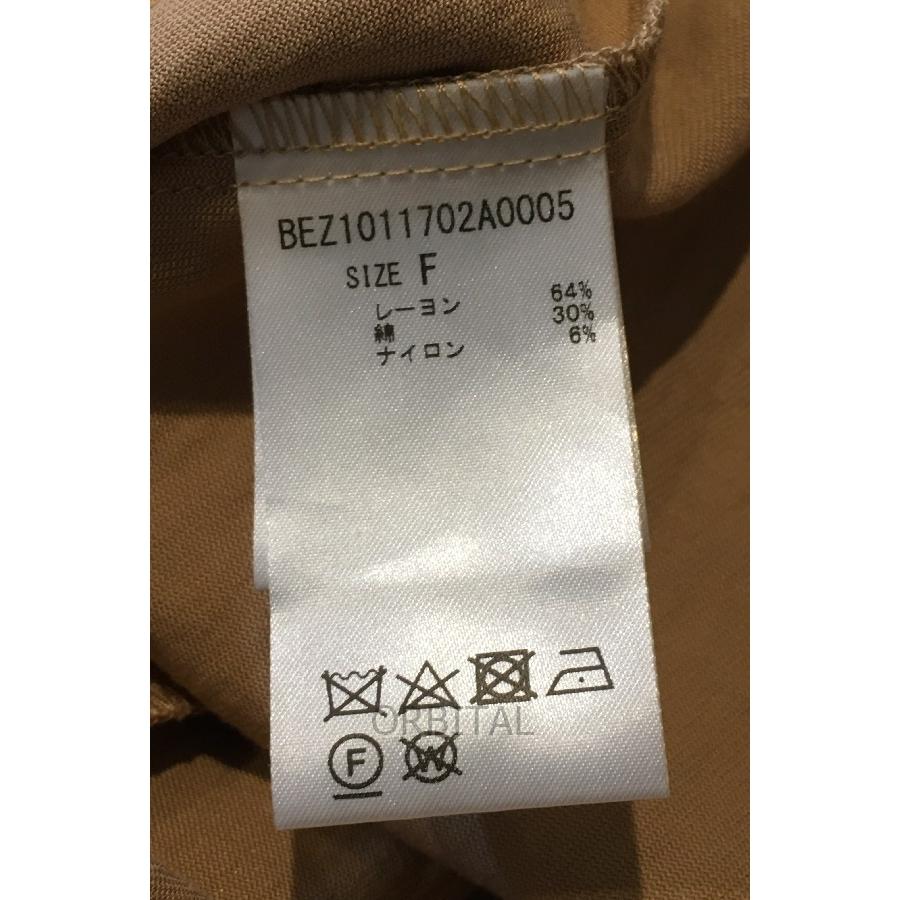 BEZ1011702A0005
SIZE F
レーヨン 64%
綿 30%
ナイロン 6%
ORBITAL
F
W